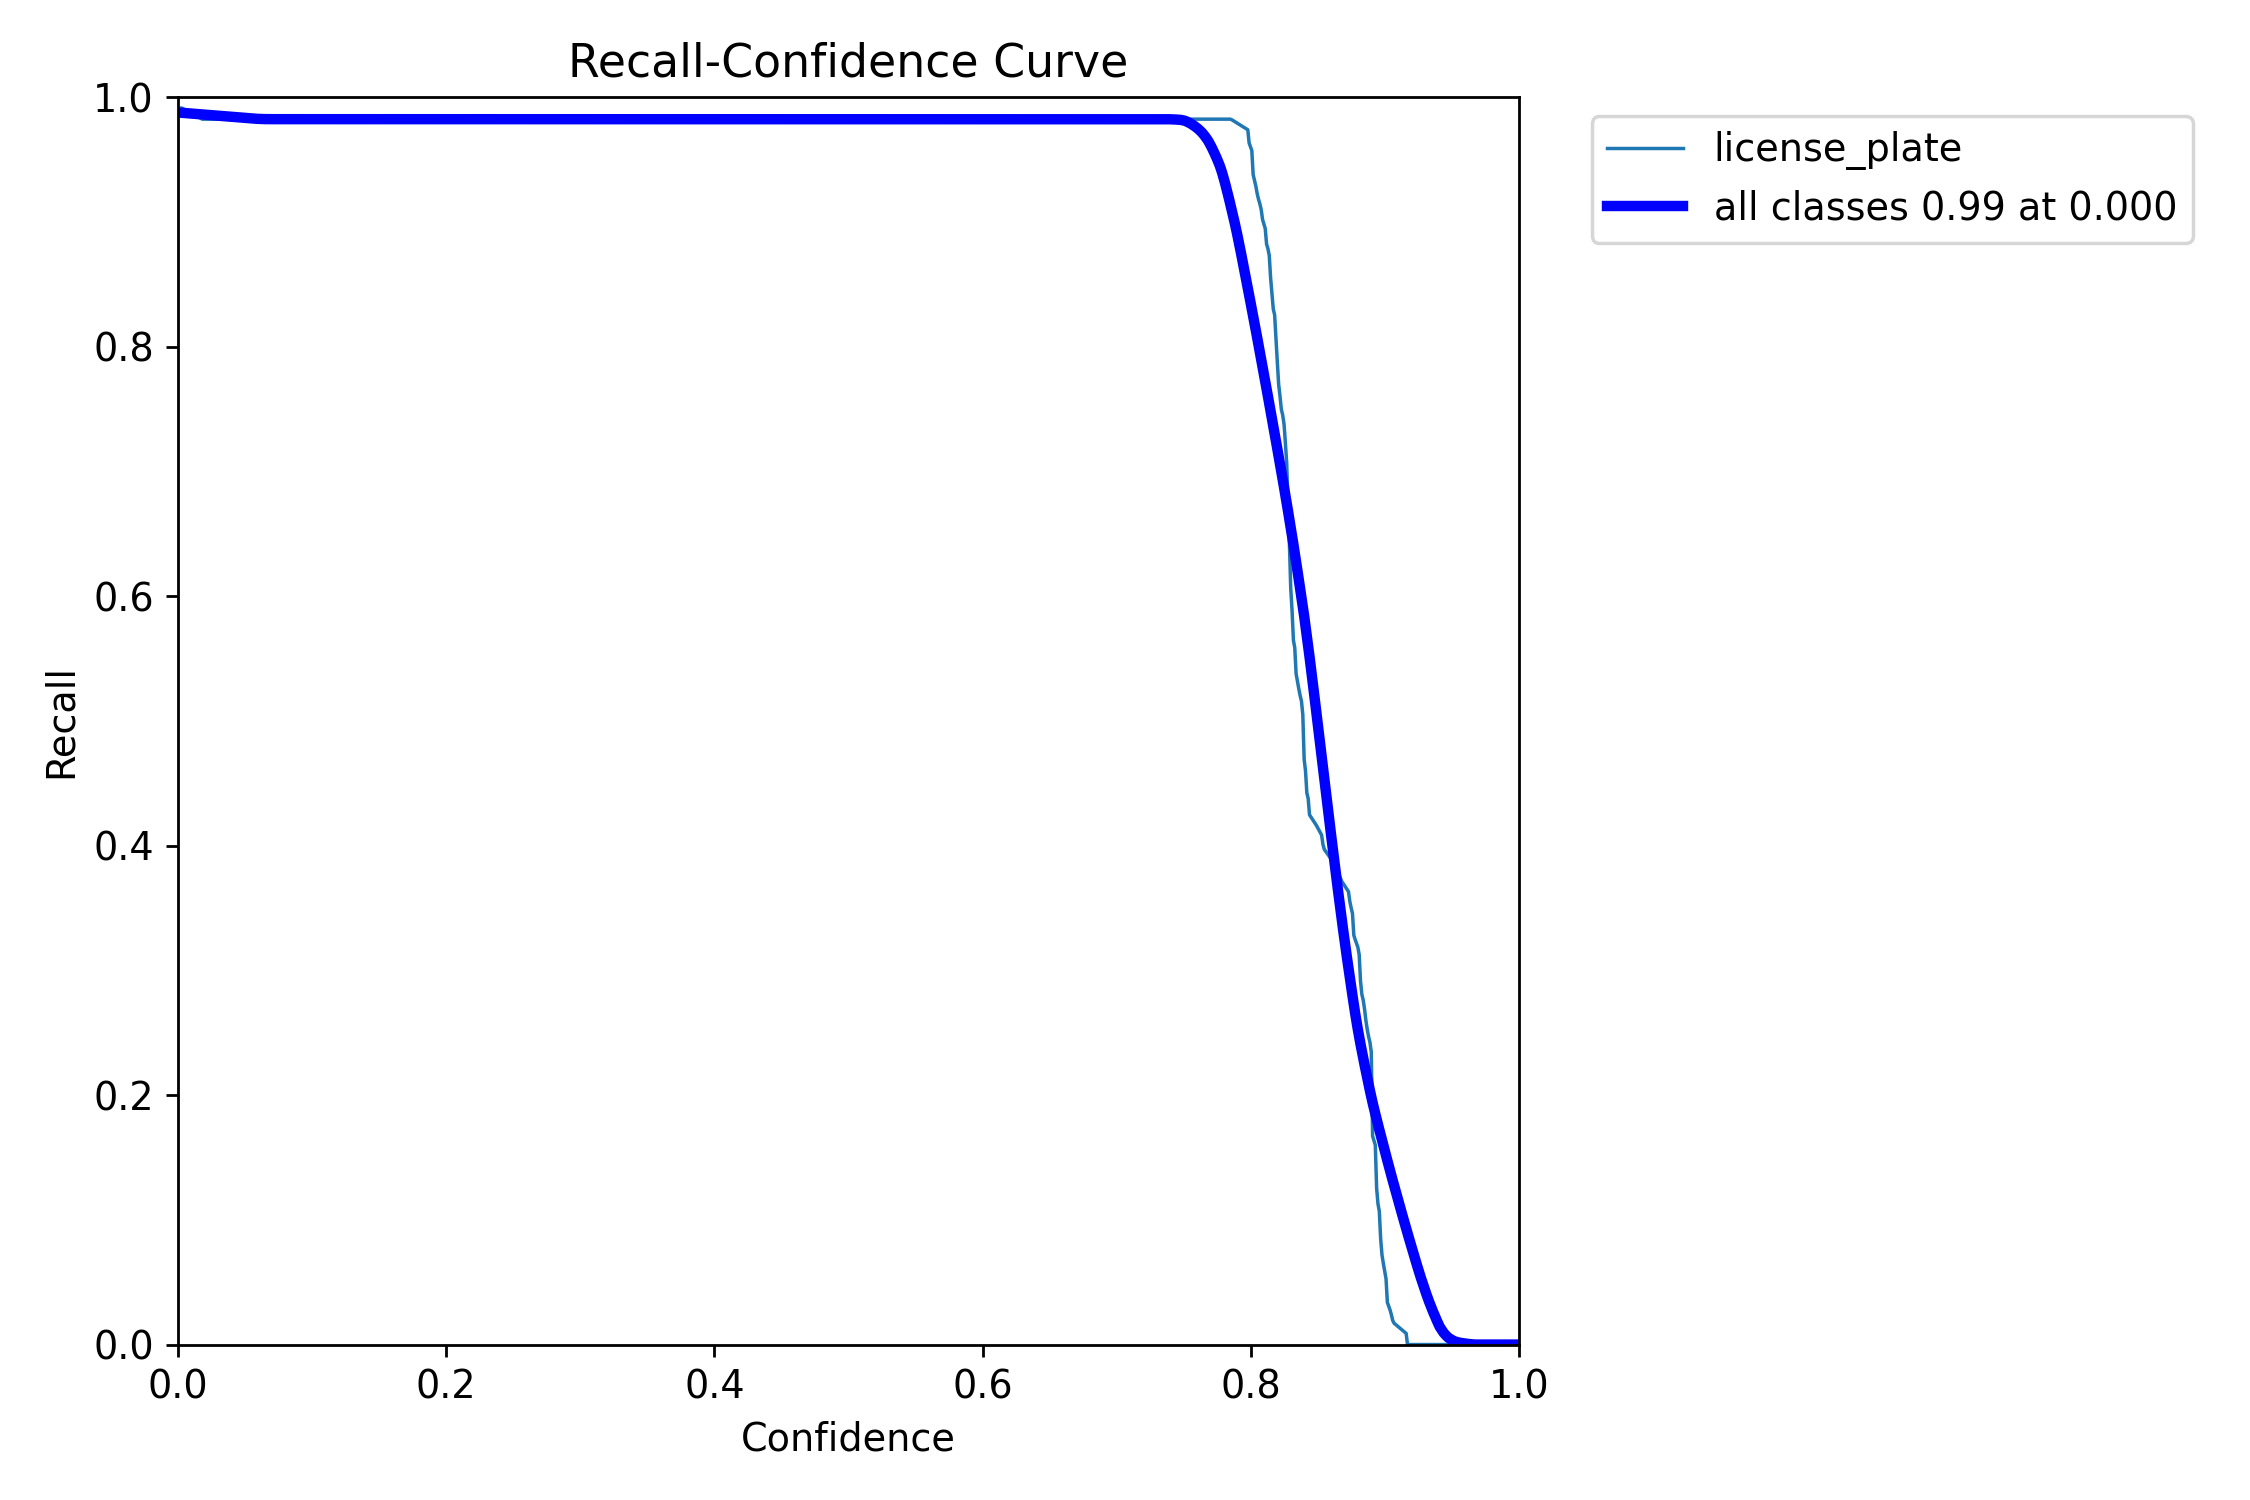 Recall-Confidence Curve
1.0
0.8
0.6
0.4
0.2
0.0
Recall
0.0 0.2 0.4 0.6 0.8 1.0
Confidence
license_plate
all classes 0.99 at 0.000